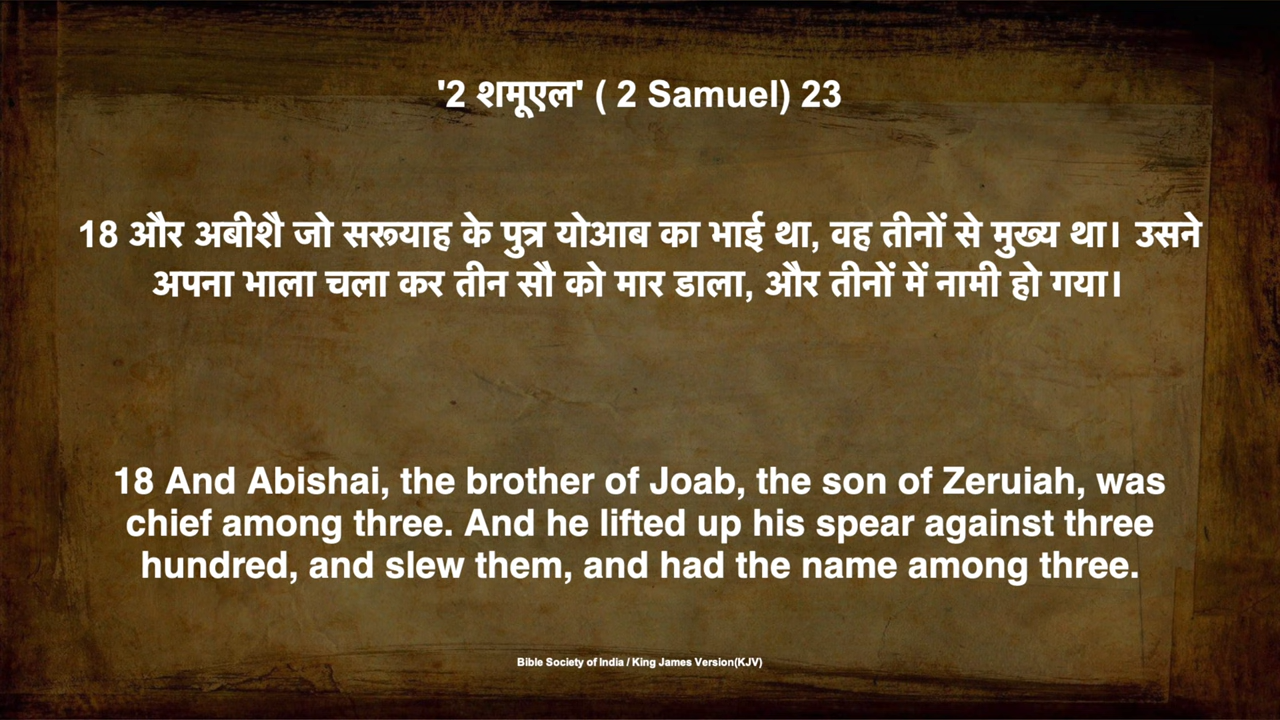 '2 शमूएल' ( 2 Samuel) 23
18 और अबीशै जो सरूयाह के पुत्र योआब का भाई था, वह तीनों से मुख्य था। उसने
अपना भाला चला कर तीन सौ को मार डाला, और तीनों में नामी हो गया।
18 And Abishai, the brother of Joab, the son of Zeruiah, was
chief among three. And he lifted up his spear against three
hundred, and slew them, and had the name among three.
Bible Society of India / King James Version(KJV)